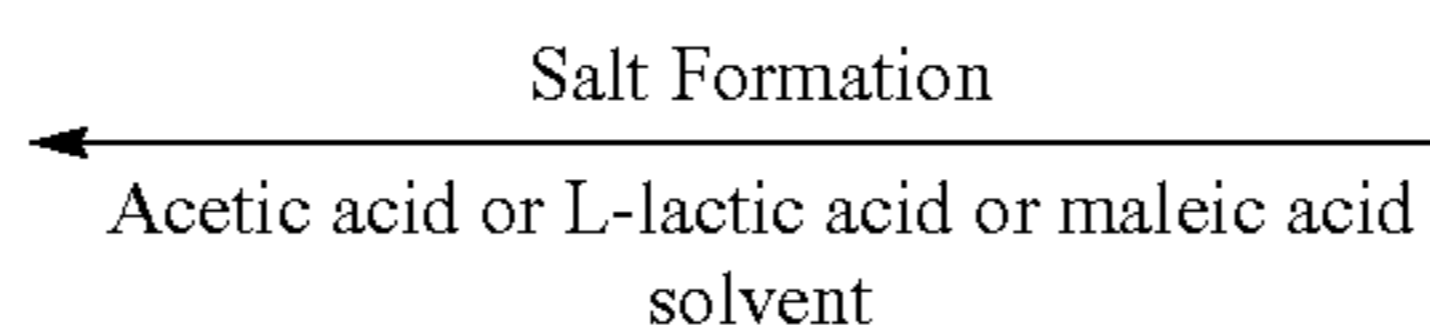 Salt Formation
Acetic acid or L-lactic acid or maleic acid
solvent